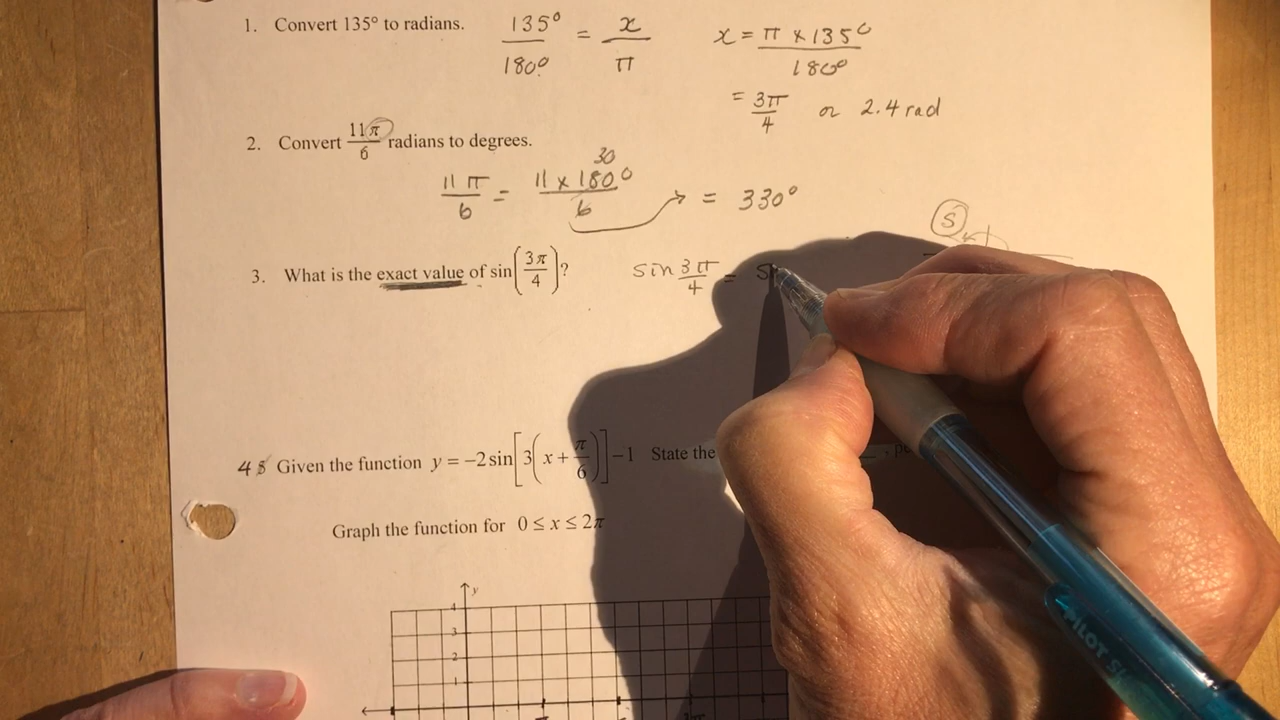 1. Convert 135° to radians. 135°/180° = x/π x = π × 135°/180°
= 3π/4 or 2.4 rad
2. Convert 11π/6 radians to degrees.
11π/6 = 11 × 180°/6 30 = 330°
S
3. What is the exact value of sin(3π/4)? sin 3π/4 = s
45 Given the function y = −2 sin[3(x + π/6)] − 1 State the
Graph the function for 0 ≤ x ≤ 2π
y
4
3
2
1
PILOT